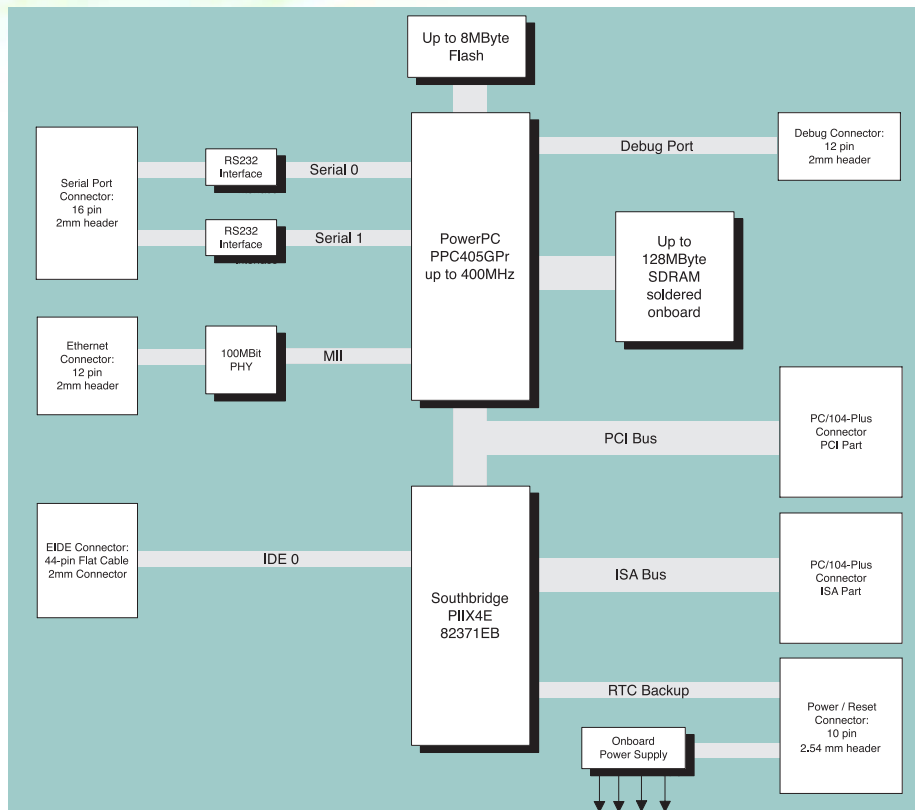 Up to 8MByte
Flash
Serial Port
Connector:
16 pin
2mm header
RS232
Interface
Serial 0
RS232
Interface
Serial 1
PowerPC
PPC405GPr
up to 400MHz
Debug Port
Debug Connector:
12 pin
2mm header
Up to
128MByte
SDRAM
soldered
onboard
Ethernet
Connector:
12 pin
2mm header
100MBit
PHY
MII
PCI Bus
PC/104-Plus
Connector
PCI Part
EIDE Connector:
44-pin Flat Cable
2mm Connector
IDE 0
Southbridge
PIIX4E
82371EB
ISA Bus
PC/104-Plus
Connector
ISA Part
RTC Backup
Power / Reset
Connector:
10 pin
2.54 mm header
Onboard
Power Supply